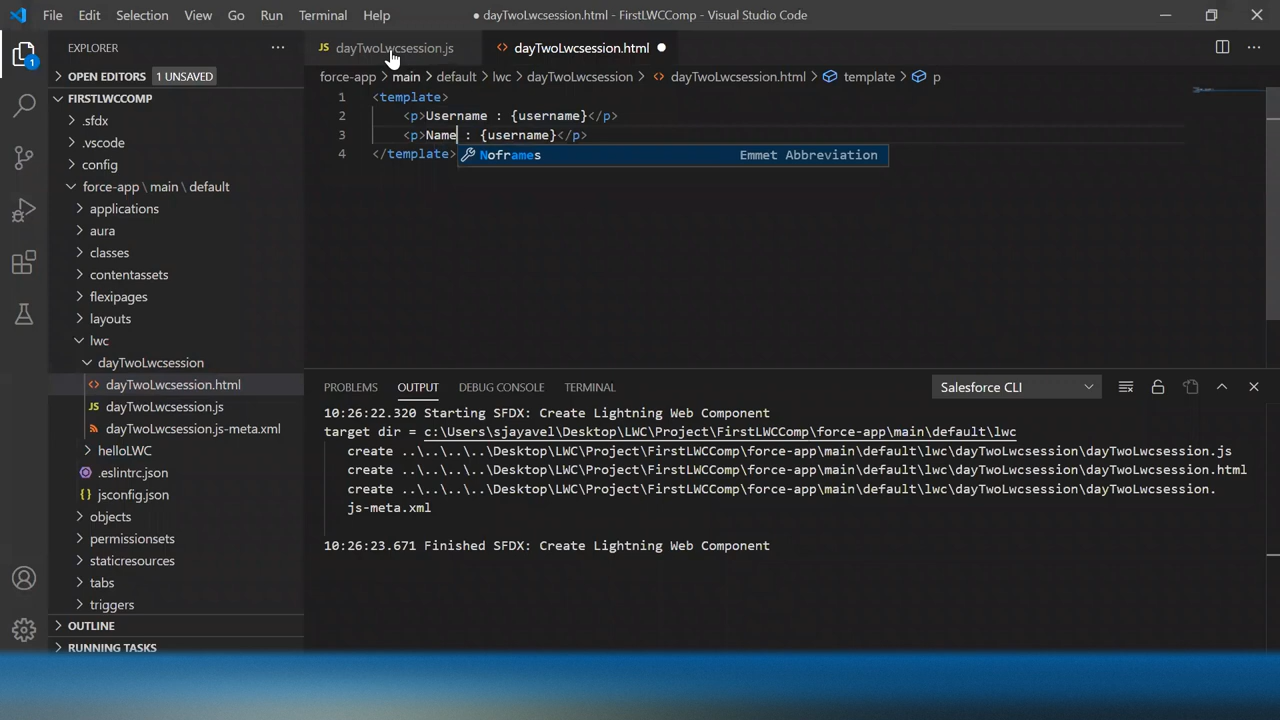 File Edit Selection View Go Run Terminal Help
● dayTwoLwcsession.html - FirstLWCComp - Visual Studio Code
1
EXPLORER
OPEN EDITORS 1 UNSAVED
FIRSTLWCCOMP
.sfdx
.vscode
config
force-app \ main \ default
applications
aura
classes
contentassets
flexipages
layouts
lwc
dayTwoLwcsession
<> dayTwoLwcsession.html
JS dayTwoLwcsession.js
dayTwoLwcsession.js-meta.xml
helloLWC
.eslintrc.json
{} jsconfig.json
objects
permissionsets
staticresources
tabs
triggers
OUTLINE
RUNNING TASKS
JS dayTwoLwcsession.js
<> dayTwoLwcsession.html ●
force-app > main > default > lwc > dayTwoLwcsession > <> dayTwoLwcsession.html > template > p
1 <template>
2 <p>Username : {username}</p>
3 <p>Name : {username}</p>
4 </template>
Noframes Emmet Abbreviation
PROBLEMS OUTPUT DEBUG CONSOLE TERMINAL
Salesforce CLI
10:26:22.320 Starting SFDX: Create Lightning Web Component
target dir = c:\Users\sjayavel\Desktop\LWC\Project\FirstLWCComp\force-app\main\default\lwc
create ..\..\..\..\Desktop\LWC\Project\FirstLWCComp\force-app\main\default\lwc\dayTwoLwcsession\dayTwoLwcsession.js
create ..\..\..\..\Desktop\LWC\Project\FirstLWCComp\force-app\main\default\lwc\dayTwoLwcsession\dayTwoLwcsession.html
create ..\..\..\..\Desktop\LWC\Project\FirstLWCComp\force-app\main\default\lwc\dayTwoLwcsession\dayTwoLwcsession.
js-meta.xml
10:26:23.671 Finished SFDX: Create Lightning Web Component